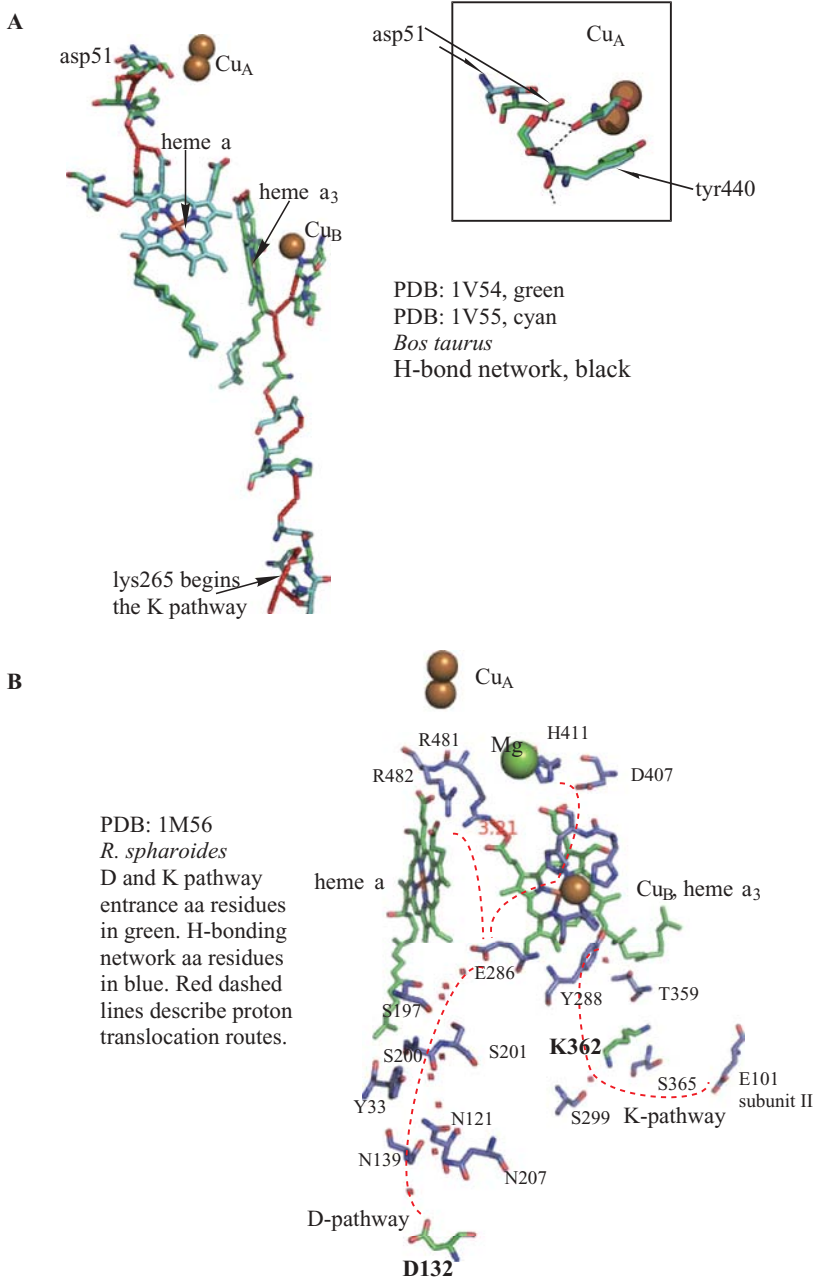 A
asp51
CuA
heme a
heme a3
CuB
lys265 begins
the K pathway
asp51
CuA
tyr440
PDB: 1V54, green
PDB: 1V55, cyan
Bos taurus
H-bond network, black
B
CuA
R481
Mg
H411
R482
D407
3.21
PDB: 1M56
R. spharoides
D and K pathway
entrance aa residues
in green. H-bonding
network aa residues
in blue. Red dashed
lines describe proton
translocation routes.
heme a
CuB, heme a3
E286
Y288
T359
S197
K362
S200
S201
S365
E101
subunit II
Y33
S299
K-pathway
N121
N139
N207
D-pathway
D132